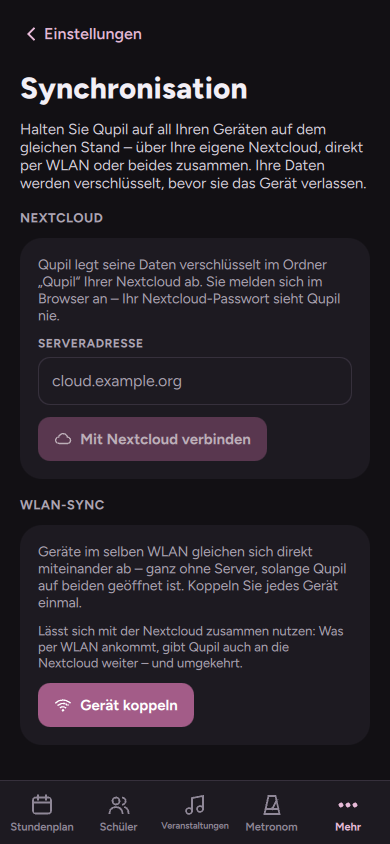 Einstellungen
Synchronisation
Halten Sie Qupil auf all Ihren Geräten auf dem
gleichen Stand – über Ihre eigene Nextcloud, direkt
per WLAN oder beides zusammen. Ihre Daten
werden verschlüsselt, bevor sie das Gerät verlassen.
NEXTCLOUD
Qupil legt seine Daten verschlüsselt im Ordner
„Qupil“ Ihrer Nextcloud ab. Sie melden sich im
Browser an – Ihr Nextcloud-Passwort sieht Qupil
nie.
SERVERADRESSE
cloud.example.org
Mit Nextcloud verbinden
WLAN-SYNC
Geräte im selben WLAN gleichen sich direkt
miteinander ab – ganz ohne Server, solange Qupil
auf beiden geöffnet ist. Koppeln Sie jedes Gerät
einmal.
Lässt sich mit der Nextcloud zusammen nutzen: Was
per WLAN ankommt, gibt Qupil auch an die
Nextcloud weiter – und umgekehrt.
Gerät koppeln
Stundenplan
Schüler
Veranstaltungen
Metronom
Mehr